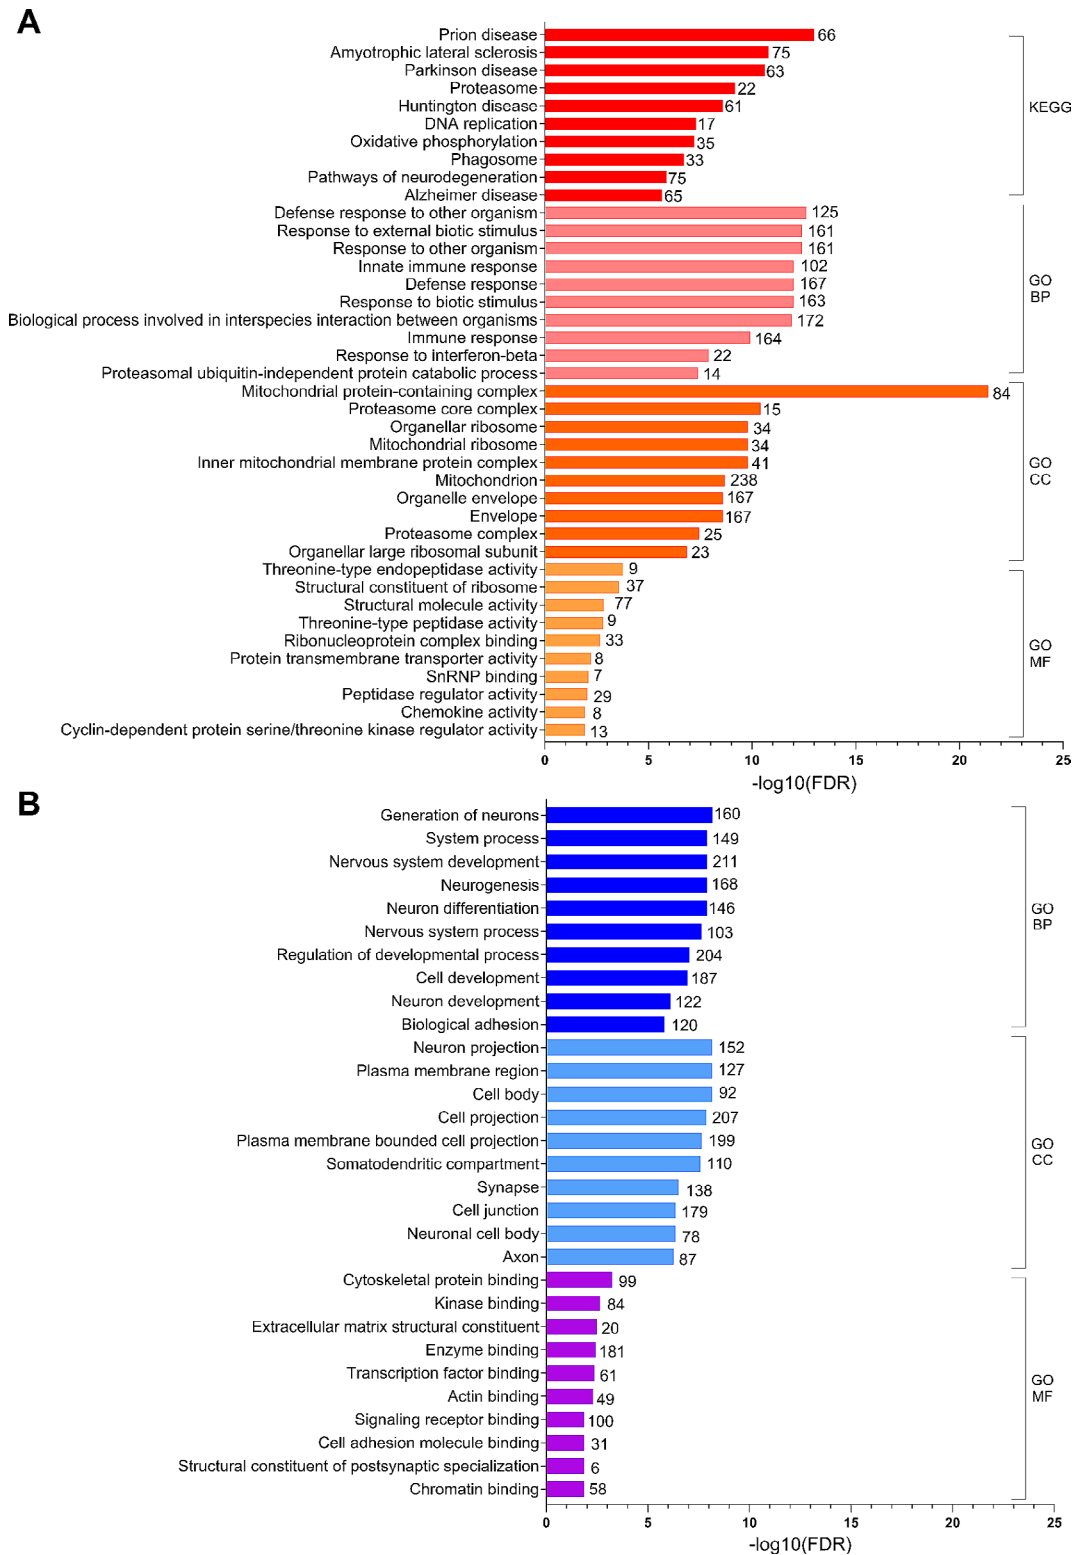 A
Prion disease 66
Amyotrophic lateral sclerosis 75
Parkinson disease 63
Proteasome 22
Huntington disease 61
KEGG
DNA replication 17
Oxidative phosphorylation 35
Phagosome 33
Pathways of neurodegeneration 75
Alzheimer disease 65
Defense response to other organism 125
Response to external biotic stimulus 161
Response to other organism 161
Innate immune response 102
Defense response 167
GO
BP
Response to biotic stimulus 163
Biological process involved in interspecies interaction between organisms 172
Immune response 164
Response to interferon-beta 22
Proteasomal ubiquitin-independent protein catabolic process 14
Mitochondrial protein-containing complex 84
Proteasome core complex 15
Organellar ribosome 34
Mitochondrial ribosome 34
Inner mitochondrial membrane protein complex 41
GO
CC
Mitochondrion 238
Organelle envelope 167
Envelope 167
Proteasome complex 25
Organellar large ribosomal subunit 23
Threonine-type endopeptidase activity 9
Structural constituent of ribosome 37
Structural molecule activity 77
Threonine-type peptidase activity 9
Ribonucleoprotein complex binding 33
GO
MF
Protein transmembrane transporter activity 8
SnRNP binding 7
Peptidase regulator activity 29
Chemokine activity 8
Cyclin-dependent protein serine/threonine kinase regulator activity 13
0 5 10 15 20 25
-log10(FDR)
B
Generation of neurons 160
System process 149
Nervous system development 211
Neurogenesis 168
Neuron differentiation 146
GO
BP
Nervous system process 103
Regulation of developmental process 204
Cell development 187
Neuron development 122
Biological adhesion 120
Neuron projection 152
Plasma membrane region 127
Cell body 92
Cell projection 207
Plasma membrane bounded cell projection 199
GO
CC
Somatodendritic compartment 110
Synapse 138
Cell junction 179
Neuronal cell body 78
Axon 87
Cytoskeletal protein binding 99
Kinase binding 84
Extracellular matrix structural constituent 20
Enzyme binding 181
Transcription factor binding 61
GO
MF
Actin binding 49
Signaling receptor binding 100
Cell adhesion molecule binding 31
Structural constituent of postsynaptic specialization 6
Chromatin binding 58
0 5 10 15 20 25
-log10(FDR)